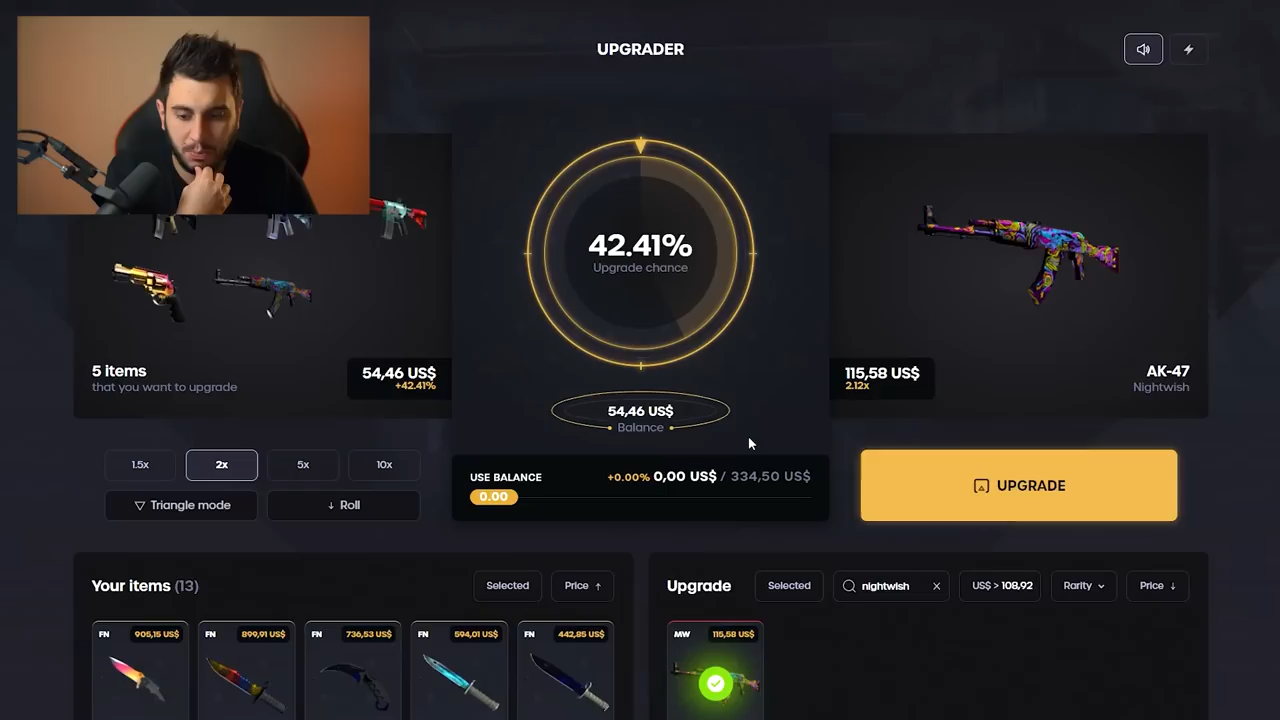 UPGRADER
42.41%
Upgrade chance
5 items
that you want to upgrade
54,46 US$
+42.41%
115,58 US$
2.12x
AK-47
Nightwish
54,46 US$
Balance
1.5x
2x
5x
10x
Triangle mode
Roll
USE BALANCE
+0.00% 0,00 US$ / 334,50 US$
0.00
UPGRADE
Your items (13)
Selected
Price
Upgrade
Selected
nightwish
US$ > 108,92
Rarity
Price
FN 905,15 US$
FN 899,91 US$
FN 736,53 US$
FN 594,01 US$
FN 442,85 US$
MW 115,58 US$